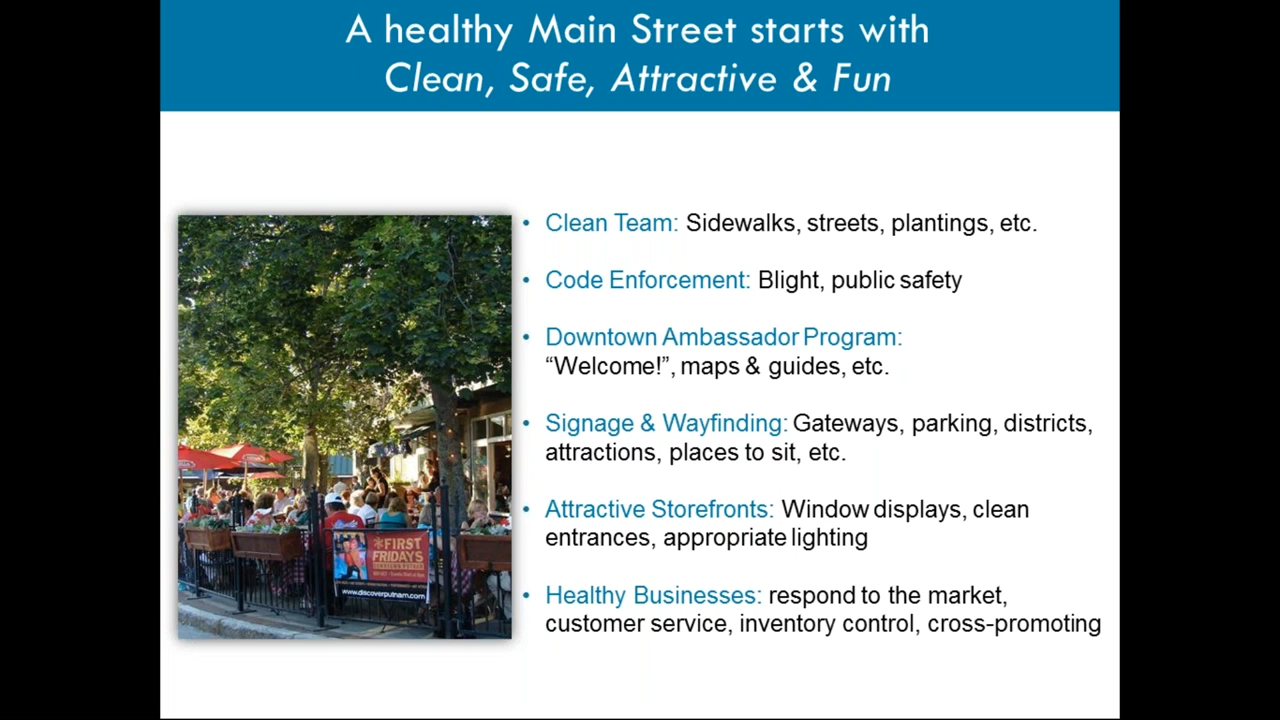 A healthy Main Street starts with
Clean, Safe, Attractive & Fun
• Clean Team: Sidewalks, streets, plantings, etc.
• Code Enforcement: Blight, public safety
• Downtown Ambassador Program:
“Welcome!”, maps & guides, etc.
• Signage & Wayfinding: Gateways, parking, districts,
attractions, places to sit, etc.
• Attractive Storefronts: Window displays, clean
entrances, appropriate lighting
• Healthy Businesses: respond to the market,
customer service, inventory control, cross-promoting
FIRST
FRIDAYS
www.discoverputnam.com